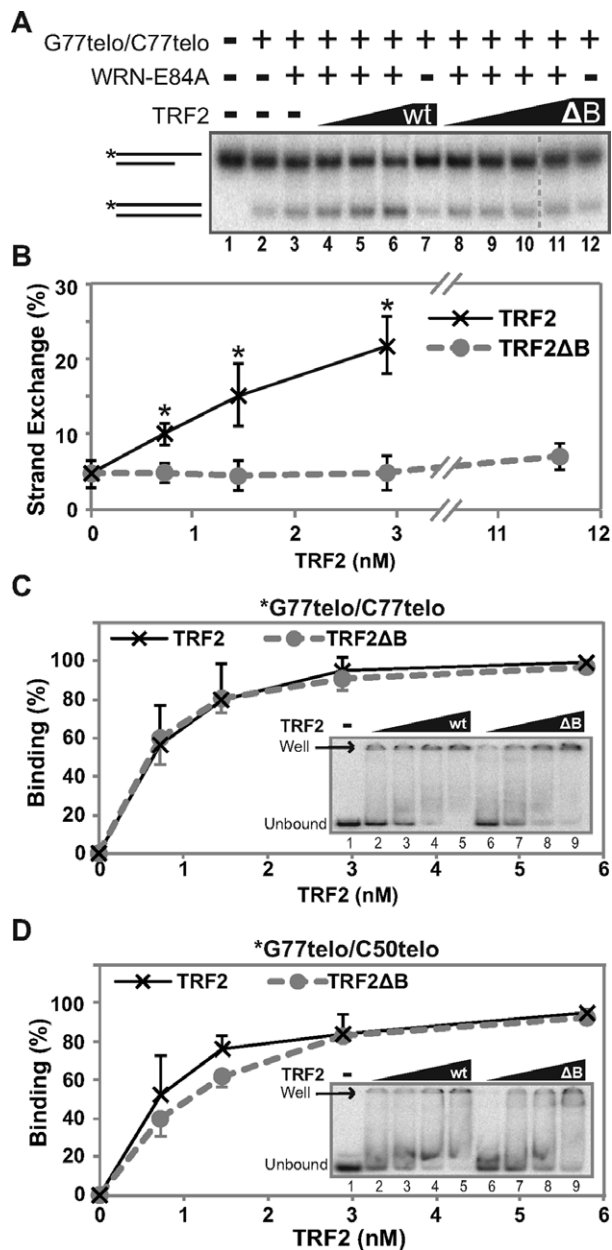 A
G77telo/C77telo - + + + + + + + + + + +
WRN-E84A - - + + + + - + + + + -
TRF2 - - - wt ΔB
*
*
1 2 3 4 5 6 7 8 9 10 11 12
B
Strand Exchange (%)
30
20
10
0
* * *
TRF2
TRF2ΔB
0 1 2 3 11 12
TRF2 (nM)
C
*G77telo/C77telo
TRF2 TRF2ΔB
Binding (%)
100
80
60
40
20
0
TRF2 - wt ΔB
Well
Unbound
1 2 3 4 5 6 7 8 9
0 1 2 3 4 5 6
TRF2 (nM)
D
*G77telo/C50telo
TRF2 TRF2ΔB
Binding (%)
100
80
60
40
20
0
TRF2 - wt ΔB
Well
Unbound
1 2 3 4 5 6 7 8 9
0 1 2 3 4 5 6
TRF2 (nM)